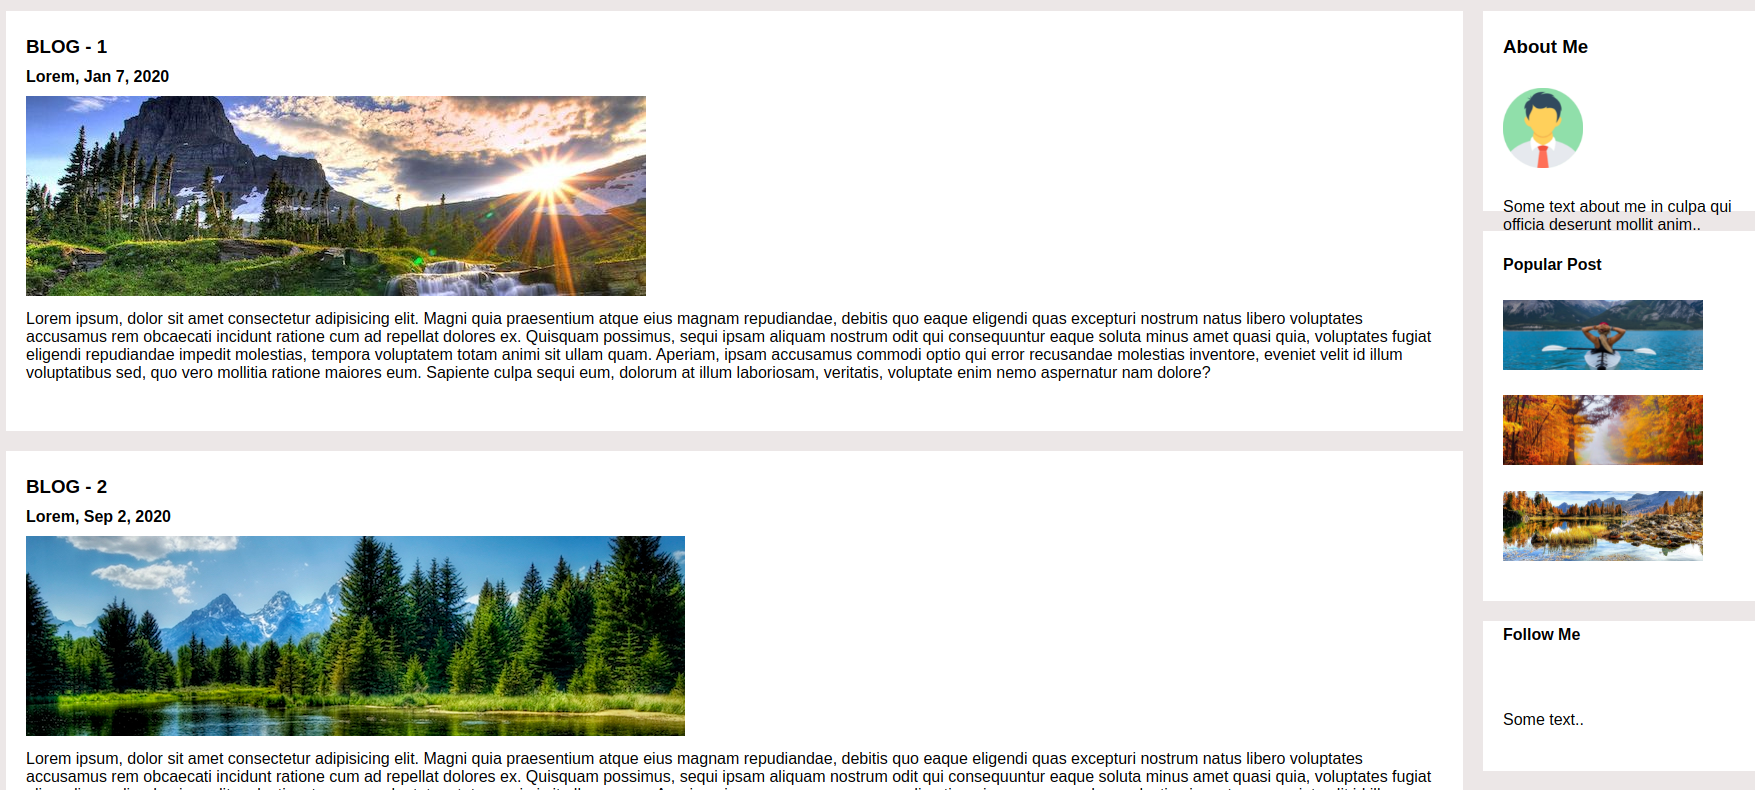 BLOG - 1
Lorem, Jan 7, 2020
Lorem ipsum, dolor sit amet consectetur adipisicing elit. Magni quia praesentium atque eius magnam repudiandae, debitis quo eaque eligendi quas excepturi nostrum natus libero voluptates
accusamus rem obcaecati incidunt ratione cum ad repellat dolores ex. Quisquam possimus, sequi ipsam aliquam nostrum odit qui consequuntur eaque soluta minus amet quasi quia, voluptates fugiat
eligendi repudiandae impedit molestias, tempora voluptatem totam animi sit ullam quam. Aperiam, ipsam accusamus commodi optio qui error recusandae molestias inventore, eveniet velit id illum
voluptatibus sed, quo vero mollitia ratione maiores eum. Sapiente culpa sequi eum, dolorum at illum laboriosam, veritatis, voluptate enim nemo aspernatur nam dolore?
BLOG - 2
Lorem, Sep 2, 2020
Lorem ipsum, dolor sit amet consectetur adipisicing elit. Magni quia praesentium atque eius magnam repudiandae, debitis quo eaque eligendi quas excepturi nostrum natus libero voluptates
accusamus rem obcaecati incidunt ratione cum ad repellat dolores ex. Quisquam possimus, sequi ipsam aliquam nostrum odit qui consequuntur eaque soluta minus amet quasi quia, voluptates fugiat
About Me
Some text about me in culpa qui
officia deserunt mollit anim..
Popular Post
Follow Me
Some text..